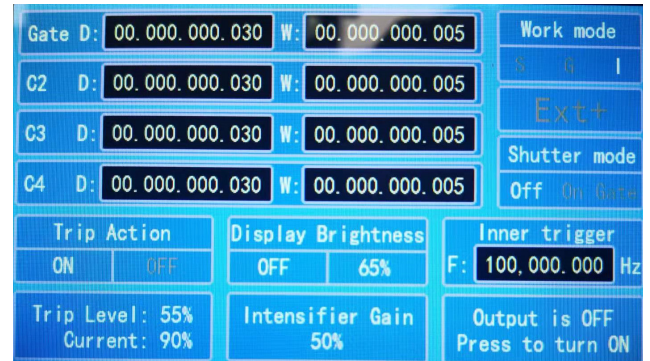 Gate D: 00.000.000.030 W: 00.000.000.005
C2 D: 00.000.000.030 W: 00.000.000.005
C3 D: 00.000.000.030 W: 00.000.000.005
C4 D: 00.000.000.030 W: 00.000.000.005
Work mode
S G I
Ext+
Shutter mode
Off On Gate
Trip Action
ON OFF
Display Brightness
OFF 65%
Inner trigger
F: 100,000.000 Hz
Trip Level: 55%
Current: 90%
Intensifier Gain
50%
Output is OFF
Press to turn ON